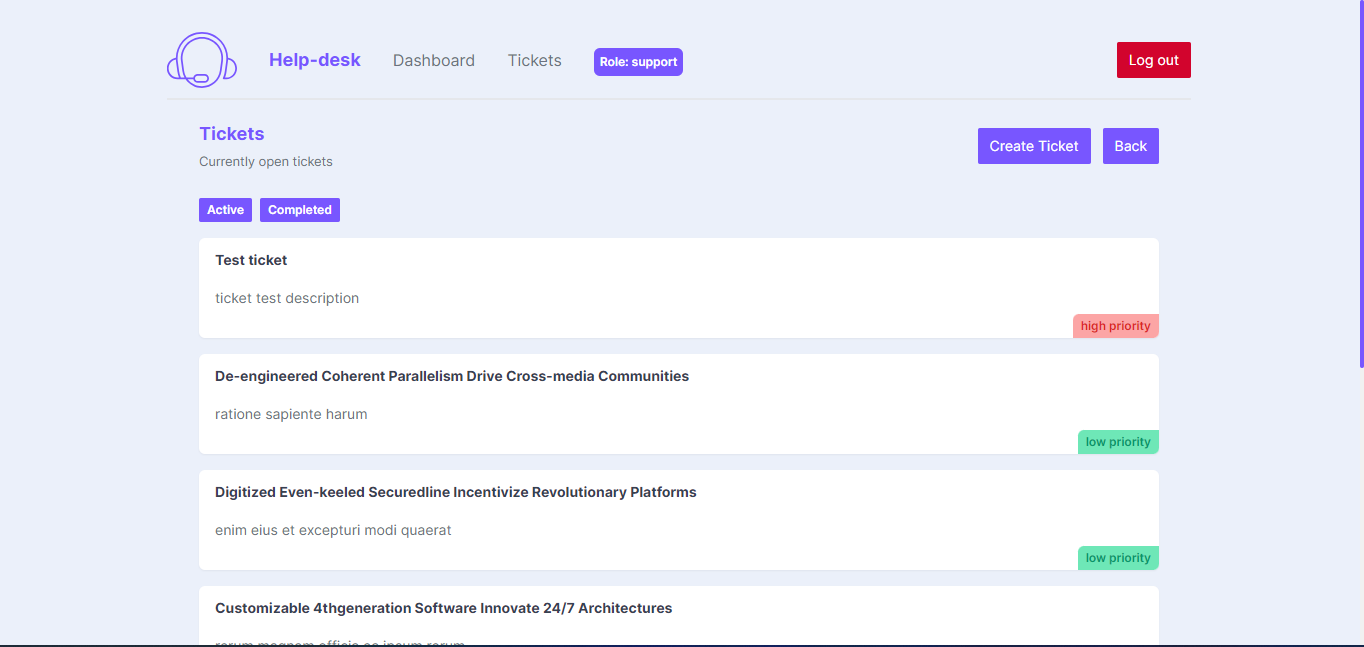 Help-desk Dashboard Tickets Role: support Log out
Tickets
Currently open tickets
Create Ticket Back
Active Completed
Test ticket
ticket test description
high priority
De-engineered Coherent Parallelism Drive Cross-media Communities
ratione sapiente harum
low priority
Digitized Even-keeled Securedline Incentivize Revolutionary Platforms
enim eius et excepturi modi quaerat
low priority
Customizable 4thgeneration Software Innovate 24/7 Architectures